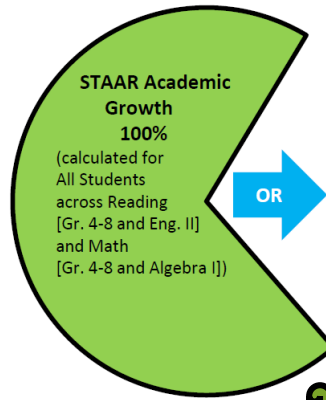 STAAR Academic
Growth
100%
(calculated for
All Students
across Reading
[Gr. 4-8 and Eng. II]
and Math
[Gr. 4-8 and Algebra I])
OR